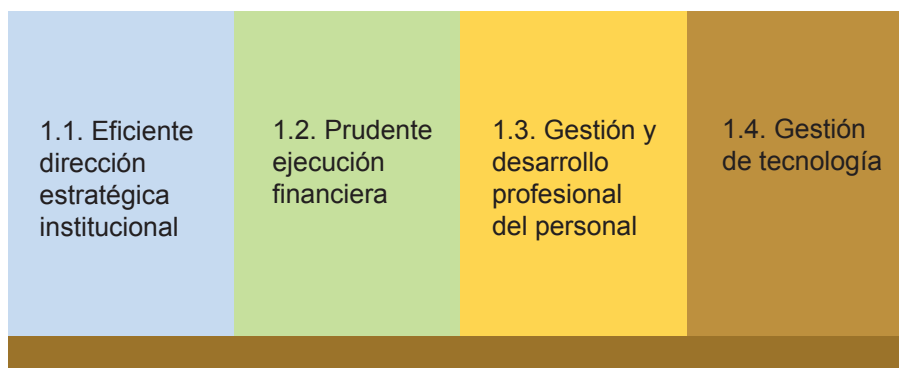 1.1. Eficiente
dirección
estratégica
institucional
1.2. Prudente
ejecución
financiera
1.3. Gestión y
desarrollo
profesional
del personal
1.4. Gestión
de tecnología